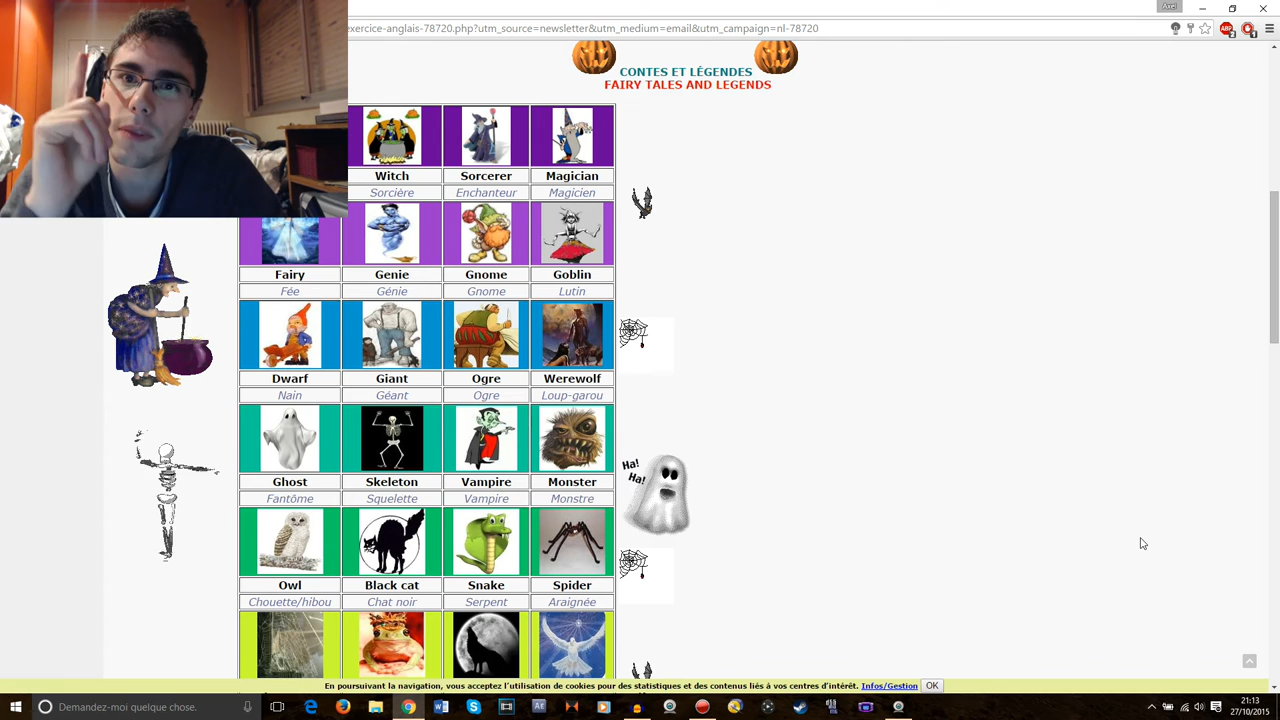 Axel
exercice-anglais-78720.php?utm_source=newsletter&utm_medium=email&utm_campaign=nl-78720
CONTES ET LÉGENDES
FAIRY TALES AND LEGENDS
Witch Sorcerer Magician
Sorcière Enchanteur Magicien
Fairy Genie Gnome Goblin
Fée Génie Gnome Lutin
Dwarf Giant Ogre Werewolf
Nain Géant Ogre Loup-garou
Ha!
Ha!
Ghost Skeleton Vampire Monster
Fantôme Squelette Vampire Monstre
Owl Black cat Snake Spider
Chouette/hibou Chat noir Serpent Araignée
En poursuivant la navigation, vous acceptez l'utilisation de cookies pour des statistiques et des contenus liés à vos centres d'intérêt. Infos/Gestion OK
Demandez-moi quelque chose.
21:13
27/10/2015